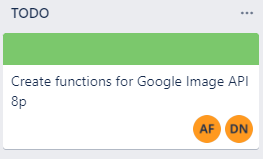 TODO
Create functions for Google Image API
8p
AF DN